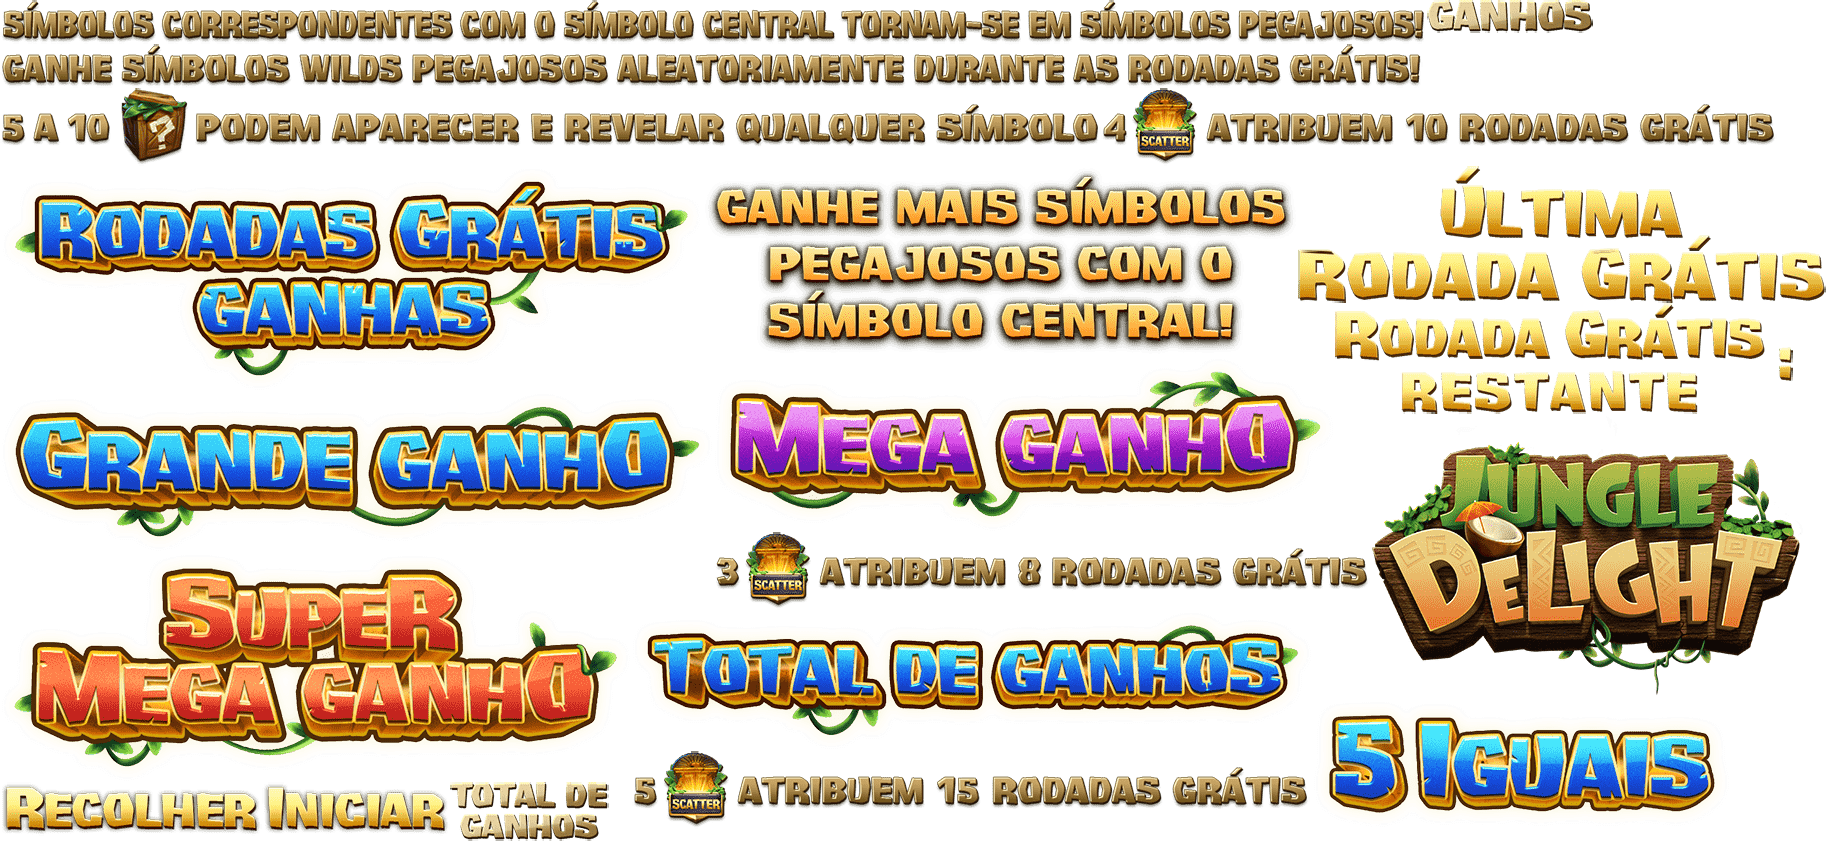 SÍMBOLOS CORRESPONDENTES COM O SÍMBOLO CENTRAL TORNAM-SE EM SÍMBOLOS PEGAJOSOS!
GANHOS
GANHE SÍMBOLOS WILDS PEGAJOSOS ALEATORIAMENTE DURANTE AS RODADAS GRÁTIS!
5 A 10 ? PODEM APARECER E REVELAR QUALQUER SÍMBOLO
4 SCATTER ATRIBUEM 10 RODADAS GRÁTIS
RODADAS GRÁTIS
GANHAS
GANHE MAIS SÍMBOLOS
PEGAJOSOS COM O
SÍMBOLO CENTRAL!
ÚLTIMA
RODADA GRÁTIS
RODADA GRÁTIS :
RESTANTE
GRANDE GANHO
MEGA GANHO
JUNGLE
DELIGHT
3 SCATTER ATRIBUEM 8 RODADAS GRÁTIS
SUPER
MEGA GANHO
TOTAL DE GANHOS
5 IGUAIS
RECOLHER
INICIAR
TOTAL DE
GANHOS
5 SCATTER ATRIBUEM 15 RODADAS GRÁTIS